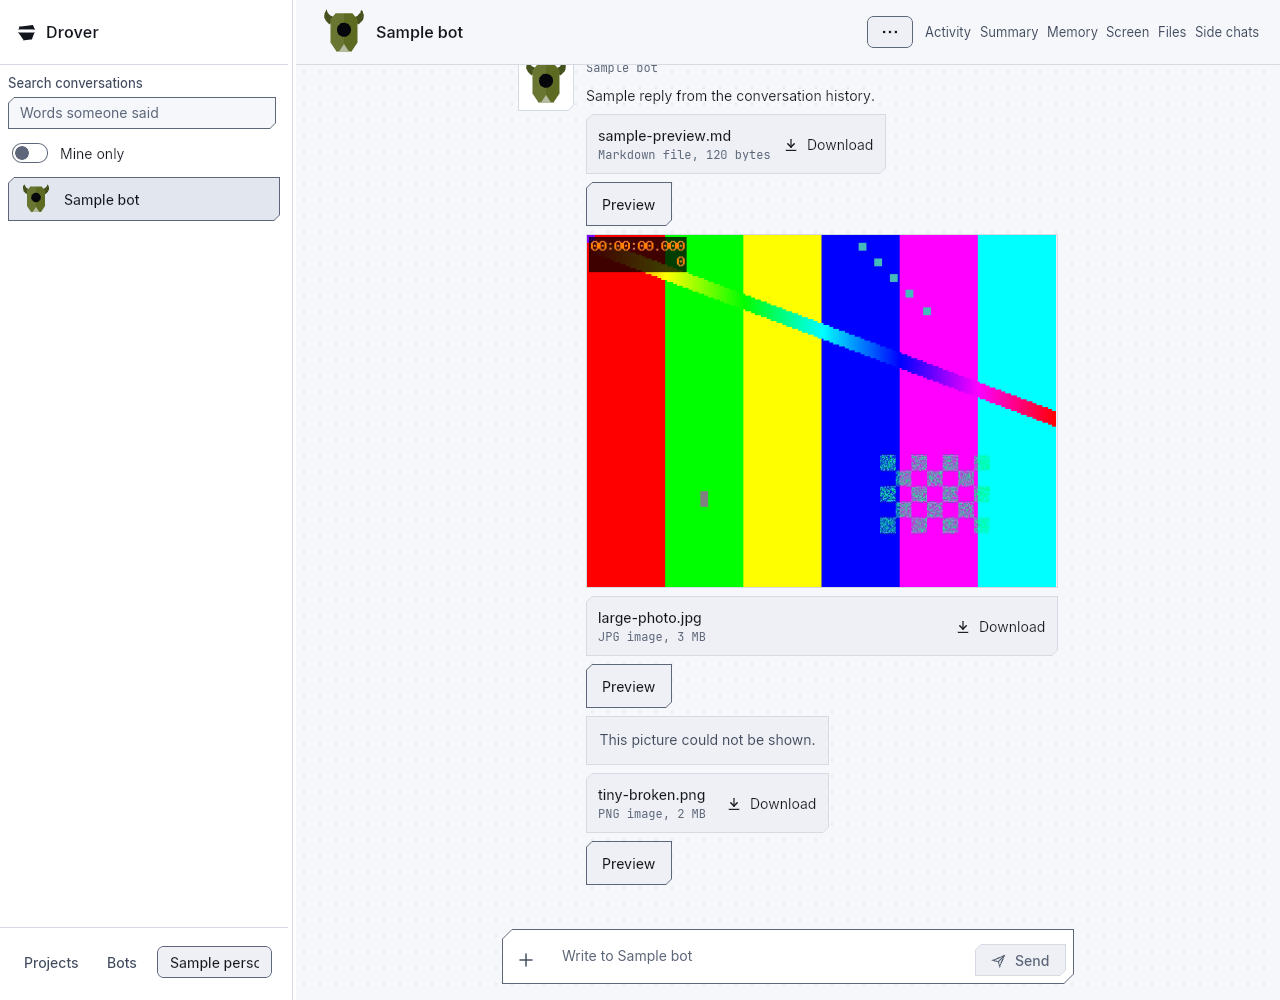 Drover
Search conversations
Words someone said
Mine only
Sample bot
Projects
Bots
Sample perso
Sample bot
Activity
Summary
Memory
Screen
Files
Side chats
Sample bot
Sample reply from the conversation history.
sample-preview.md
Markdown file, 120 bytes
Download
Preview
00:00:00.000
0
large-photo.jpg
JPG image, 3 MB
Download
Preview
This picture could not be shown.
tiny-broken.png
PNG image, 2 MB
Download
Preview
Write to Sample bot
Send